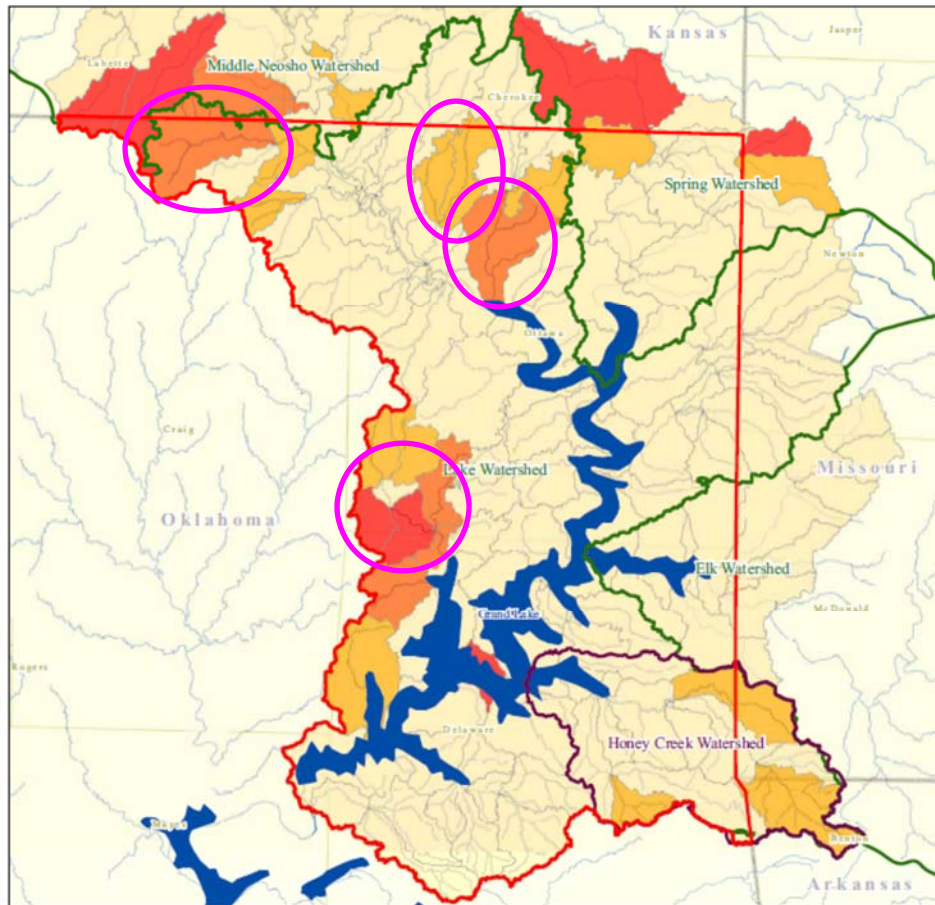 Kansas
Jasper
Labette
Middle Neosho Watershed
Cherokee
Spring Watershed
Newton
Ottawa
Craig
Lake Watershed
Missouri
Oklahoma
Elk Watershed
McDonald
Grand Lake
Rogers
Delaware
Honey Creek Watershed
Mayes
Benton
Arkansas